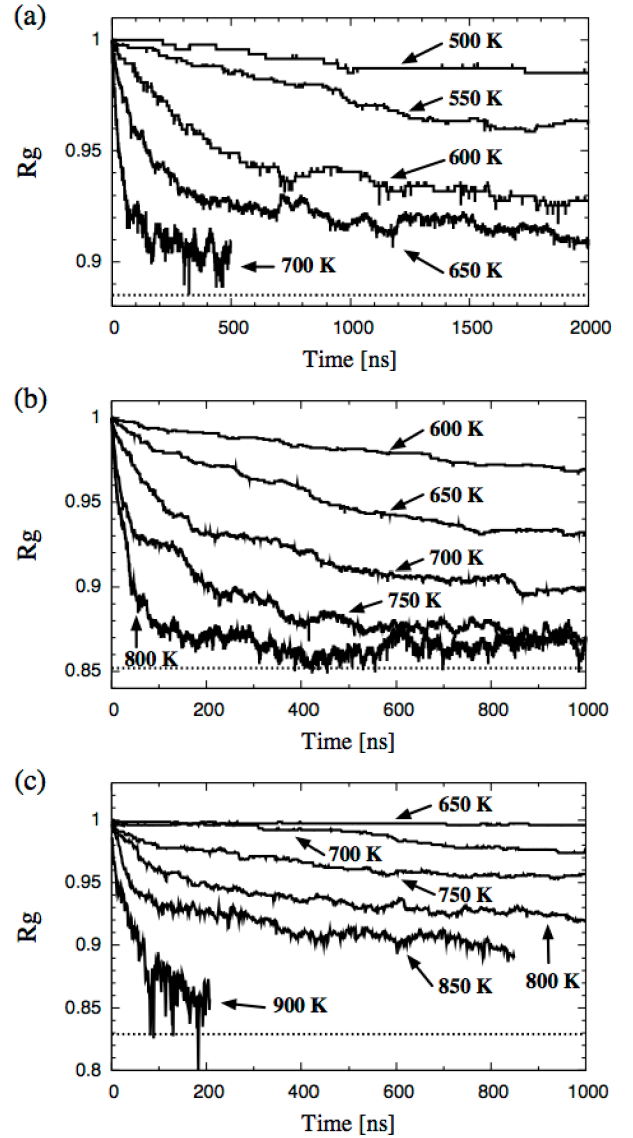 (a)
1
500 K
550 K
0.95
Rg
600 K
0.9
700 K
650 K
0 500 1000 1500 2000
Time [ns]
(b)
1
600 K
0.95
650 K
Rg
700 K
0.9
750 K
800 K
0.85
0 200 400 600 800 1000
Time [ns]
(c)
650 K
1
700 K
0.95
750 K
Rg
0.9
850 K 800 K
900 K
0.85
0.8
0 200 400 600 800 1000
Time [ns]